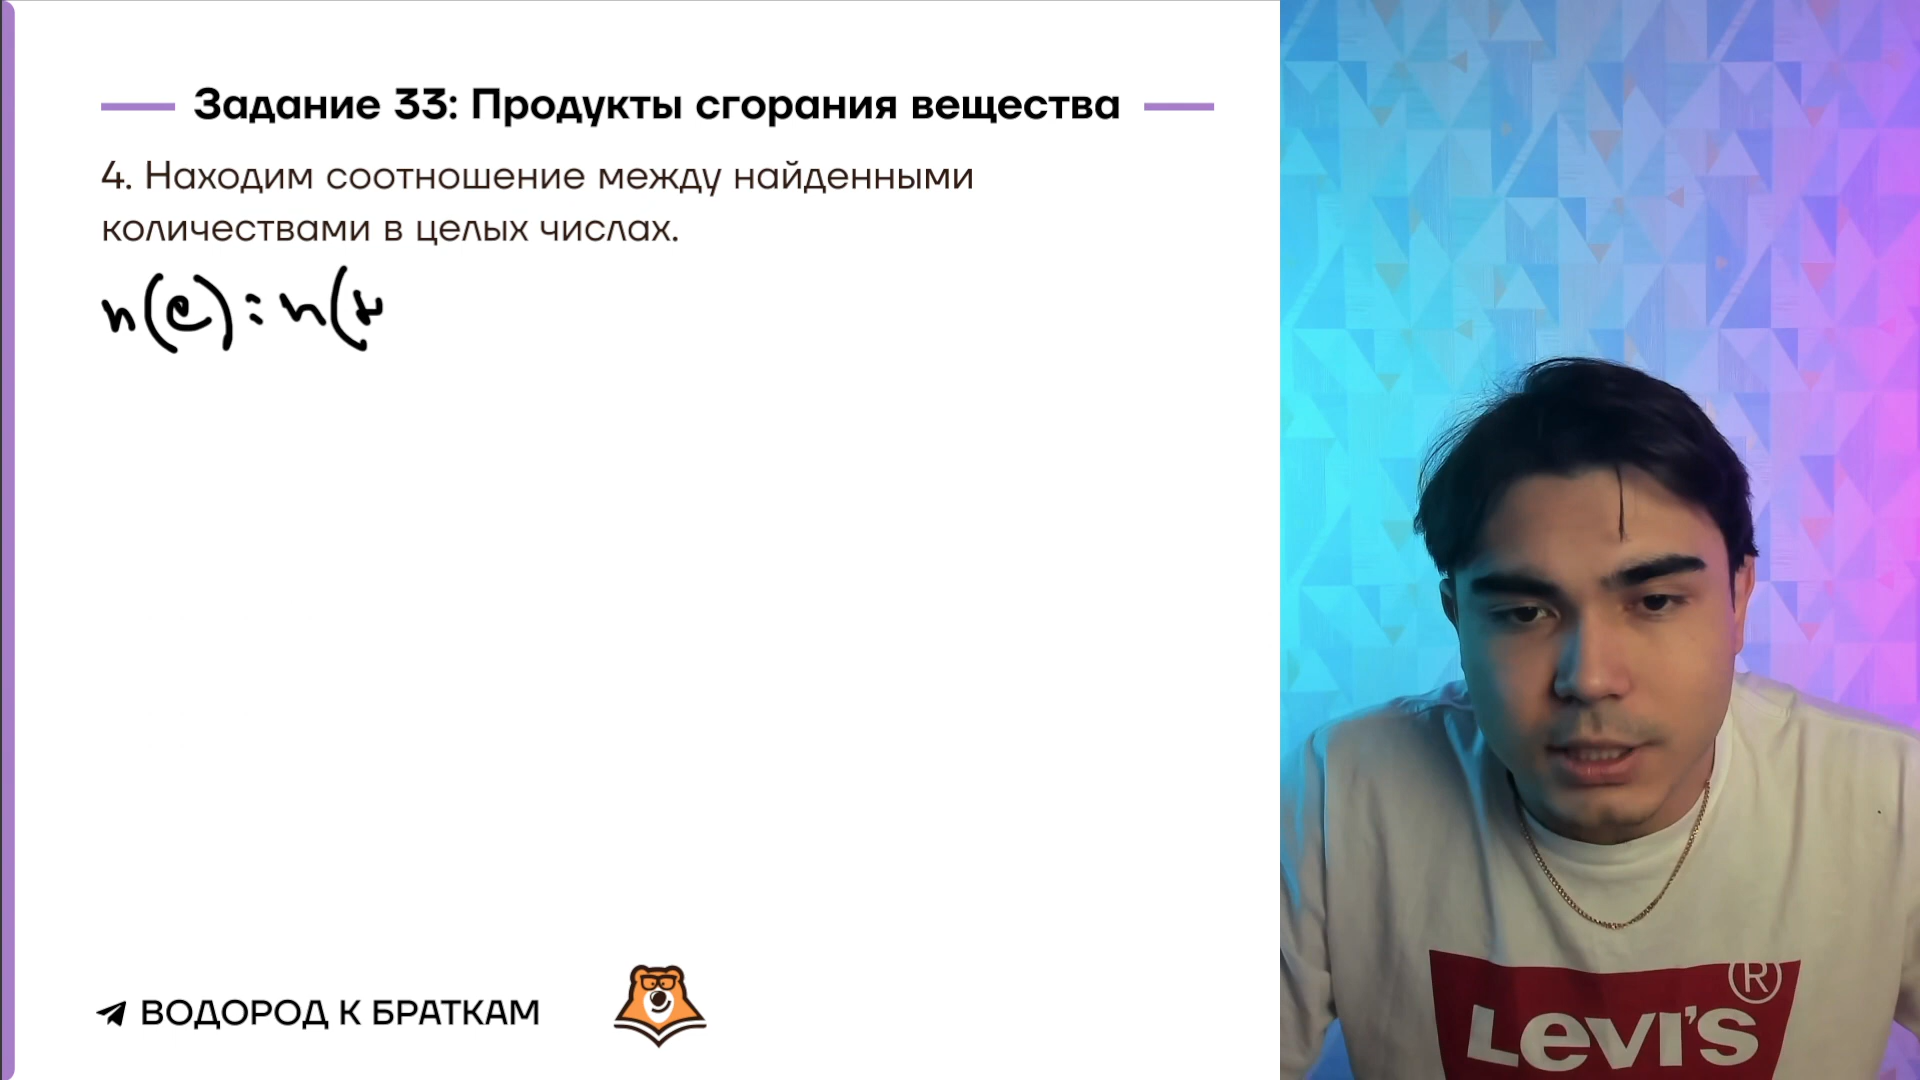 Задание 33: Продукты сгорания вещества
4. Находим соотношение между найденными
количествами в целых числах.
n(C):n(H
ВОДОРОД К БРАТКАМ
LEVI'S®